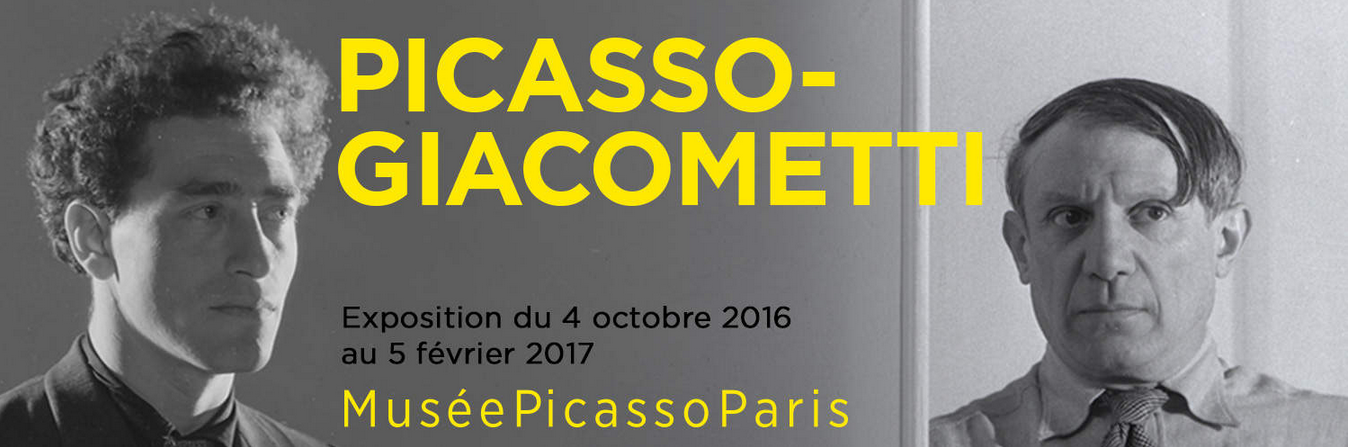 PICASSO-
GIACOMETTI
Exposition du 4 octobre 2016
au 5 février 2017
MuséePicassoParis